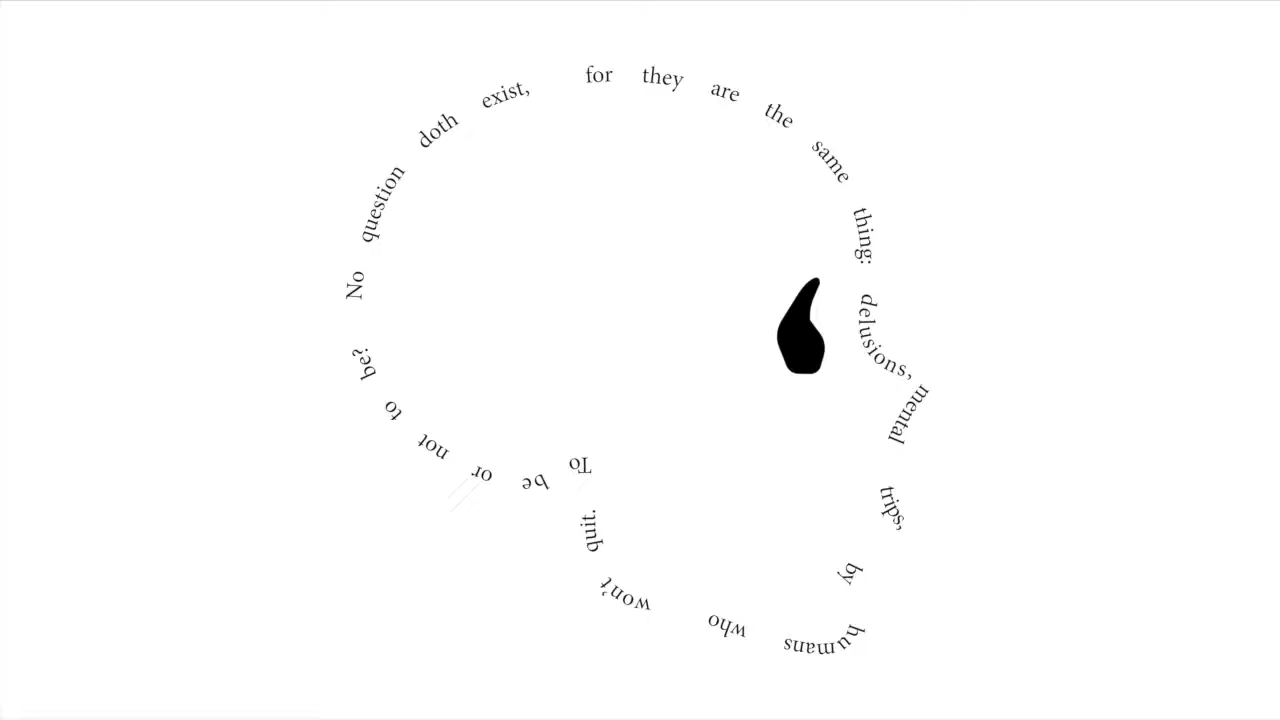 To be or not to be? No question doth exist, for they are the same thing: delusions, mental trips, by humans who won't quit.